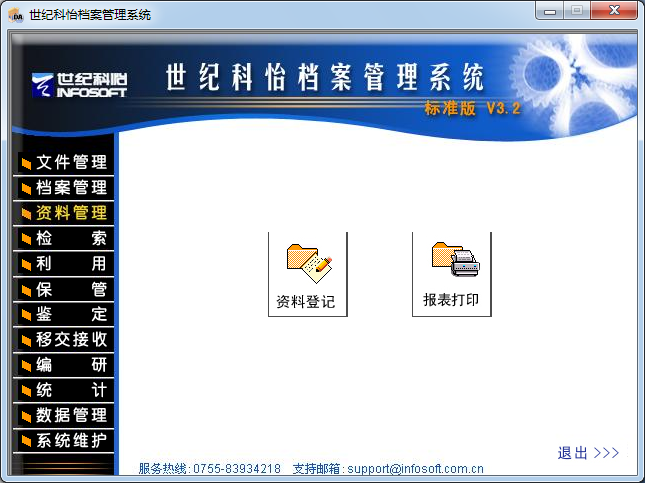 世纪科怡档案管理系统
世纪科怡
INFOSOFT
世纪科怡档案管理系统
标准版 V3.2
文件管理
档案管理
资料管理
检 索
利 用
保 管
鉴 定
移交接收
编 研
统 计
数据管理
系统维护
资料登记
报表打印
退出 >>>
服务热线:0755-83934218 支持邮箱:support@infosoft.com.cn